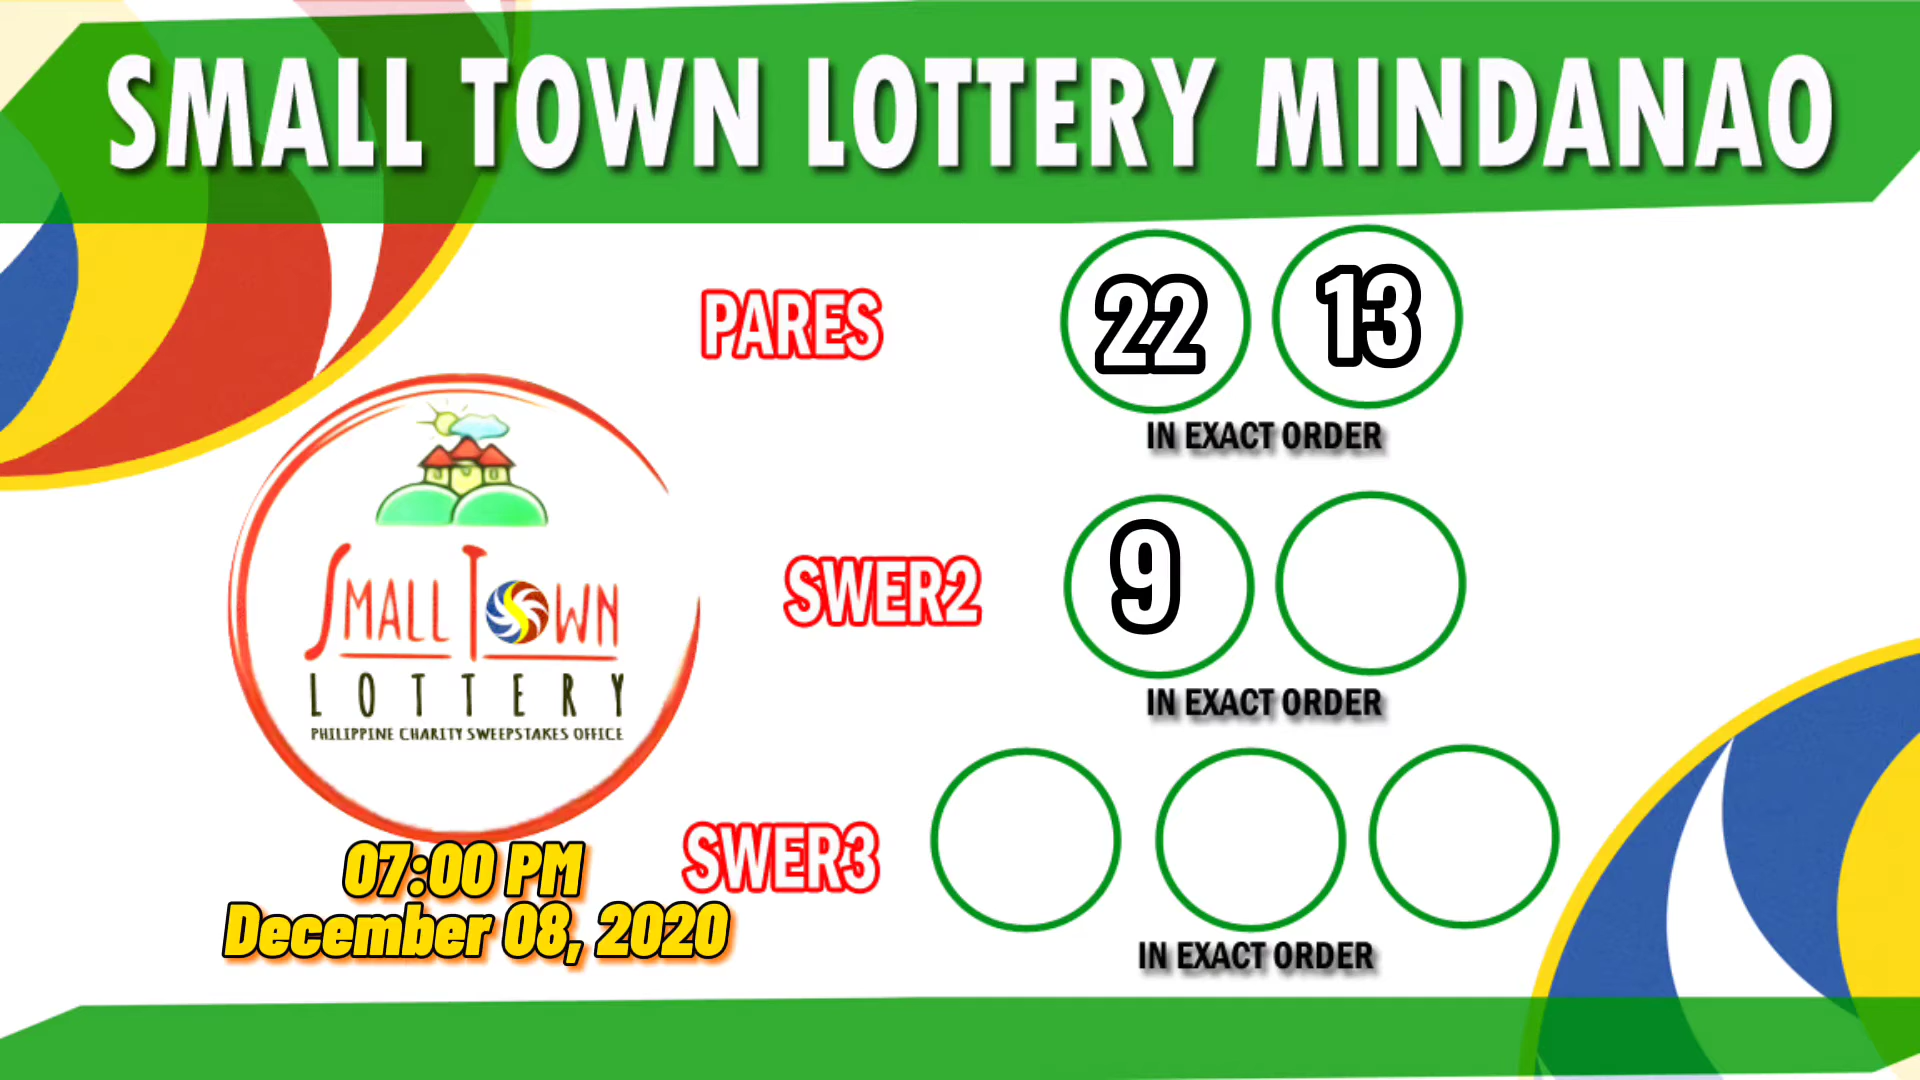 SMALL TOWN LOTTERY MINDANAO
PARES
22
13
IN EXACT ORDER
SMALL TOWN
LOTTERY
PHILIPPINE CHARITY SWEEPSTAKES OFFICE
SWER2
9
IN EXACT ORDER
07:00 PM
December 08, 2020
SWER3
IN EXACT ORDER